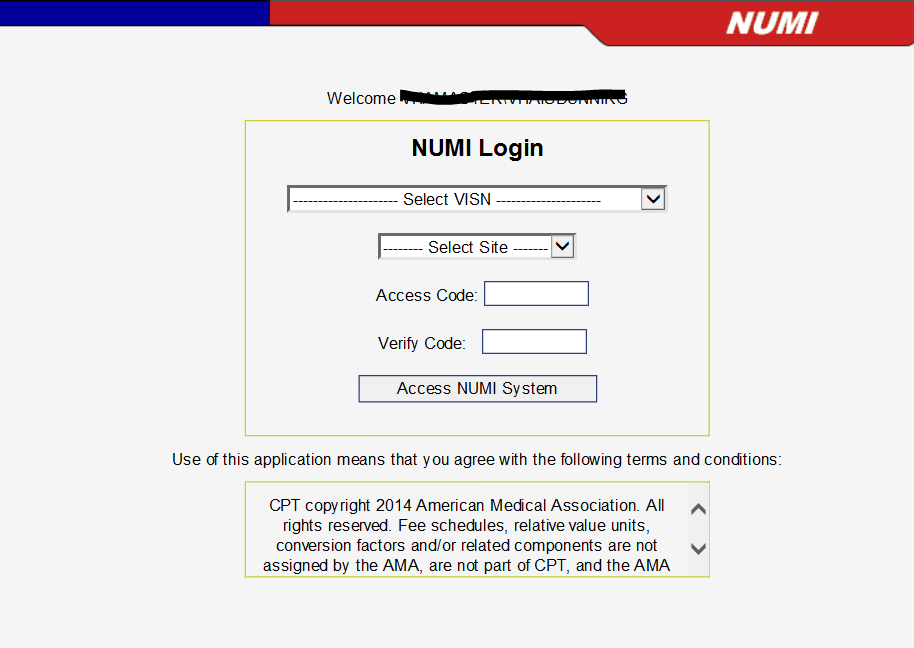 NUMI
Welcome
NUMI Login
--------------------- Select VISN ---------------------
-------- Select Site -------
Access Code:
Verify Code:
Access NUMI System
Use of this application means that you agree with the following terms and conditions:
CPT copyright 2014 American Medical Association. All
rights reserved. Fee schedules, relative value units,
conversion factors and/or related components are not
assigned by the AMA, are not part of CPT, and the AMA